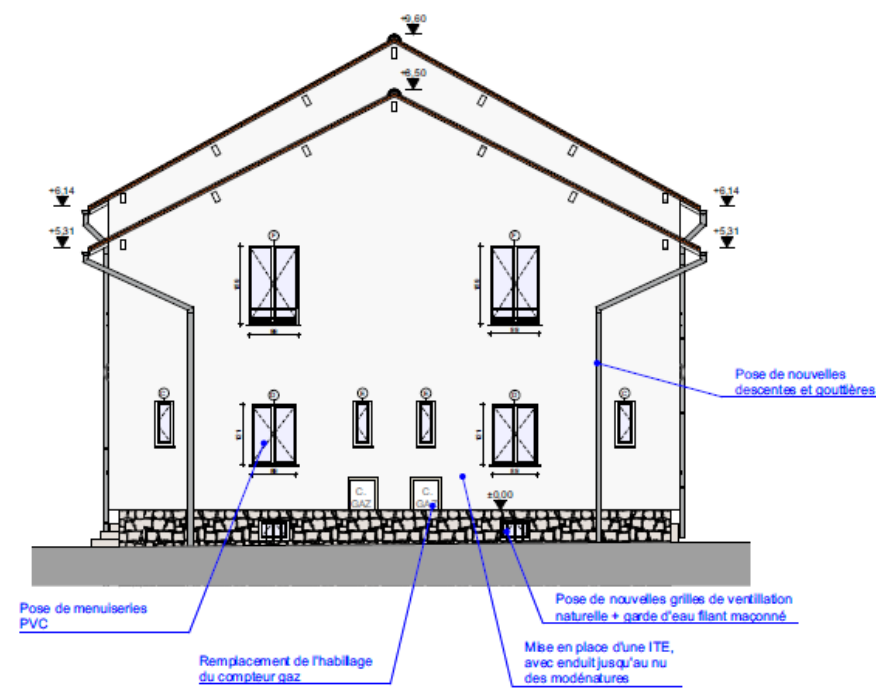 +9,60
+8,50
+6,14
+6,14
+5,31
+5,31
F
F
C
D
E
E
D
C
Pose de nouvelles
descentes et gouttières
C.
GAZ
C.
GAZ
±0,00
Pose de menuiseries
PVC
Pose de nouvelles grilles de ventillation
naturelle + garde d'eau filant maçonné
Remplacement de l'habillage
du compteur gaz
Mise en place d'une ITE,
avec enduit jusqu'au nu
des modénatures